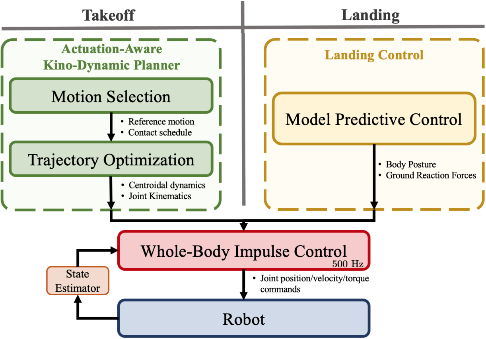 Takeoff
Landing
Actuation-Aware
Kino-Dynamic Planner
Motion Selection
• Reference motion
• Contact schedule
Trajectory Optimization
• Centroidal dynamics
• Joint Kinematics
Landing Control
Model Predictive Control
• Body Posture
• Ground Reaction Forces
Whole-Body Impulse Control
500 Hz
State
Estimator
• Joint position/velocity/torque
commands
Robot